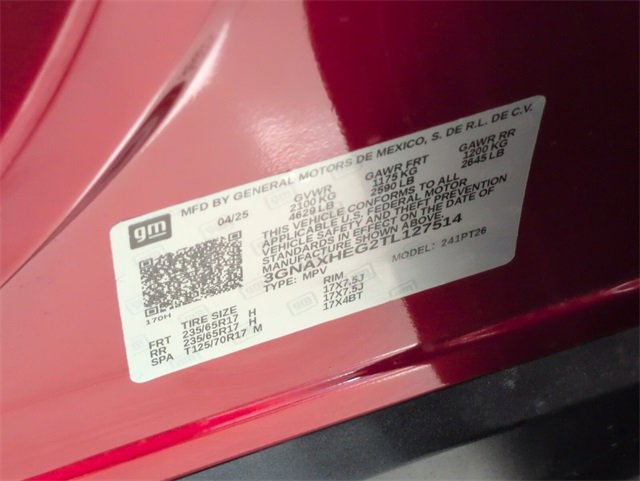 gm
MFD BY GENERAL MOTORS DE MEXICO, S. DE R.L. DE C.V.
04/25
GVWR GAWR FRT GAWR RR
2100 KG 1175 KG 1200 KG
4629 LB 2590 LB 2645 LB
THIS VEHICLE CONFORMS TO ALL
APPLICABLE U.S. FEDERAL MOTOR
VEHICLE SAFETY AND THEFT PREVENTION
STANDARDS IN EFFECT ON THE DATE OF
MANUFACTURE SHOWN ABOVE.
3GNAXHEG2TL127514
TYPE: MPV MODEL: 241PT26
170H
TIRE SIZE RIM
FRT 235/65R17 H 17X7.5J
RR 235/65R17 H 17X7.5J
SPA T125/70R17 M 17X4BT